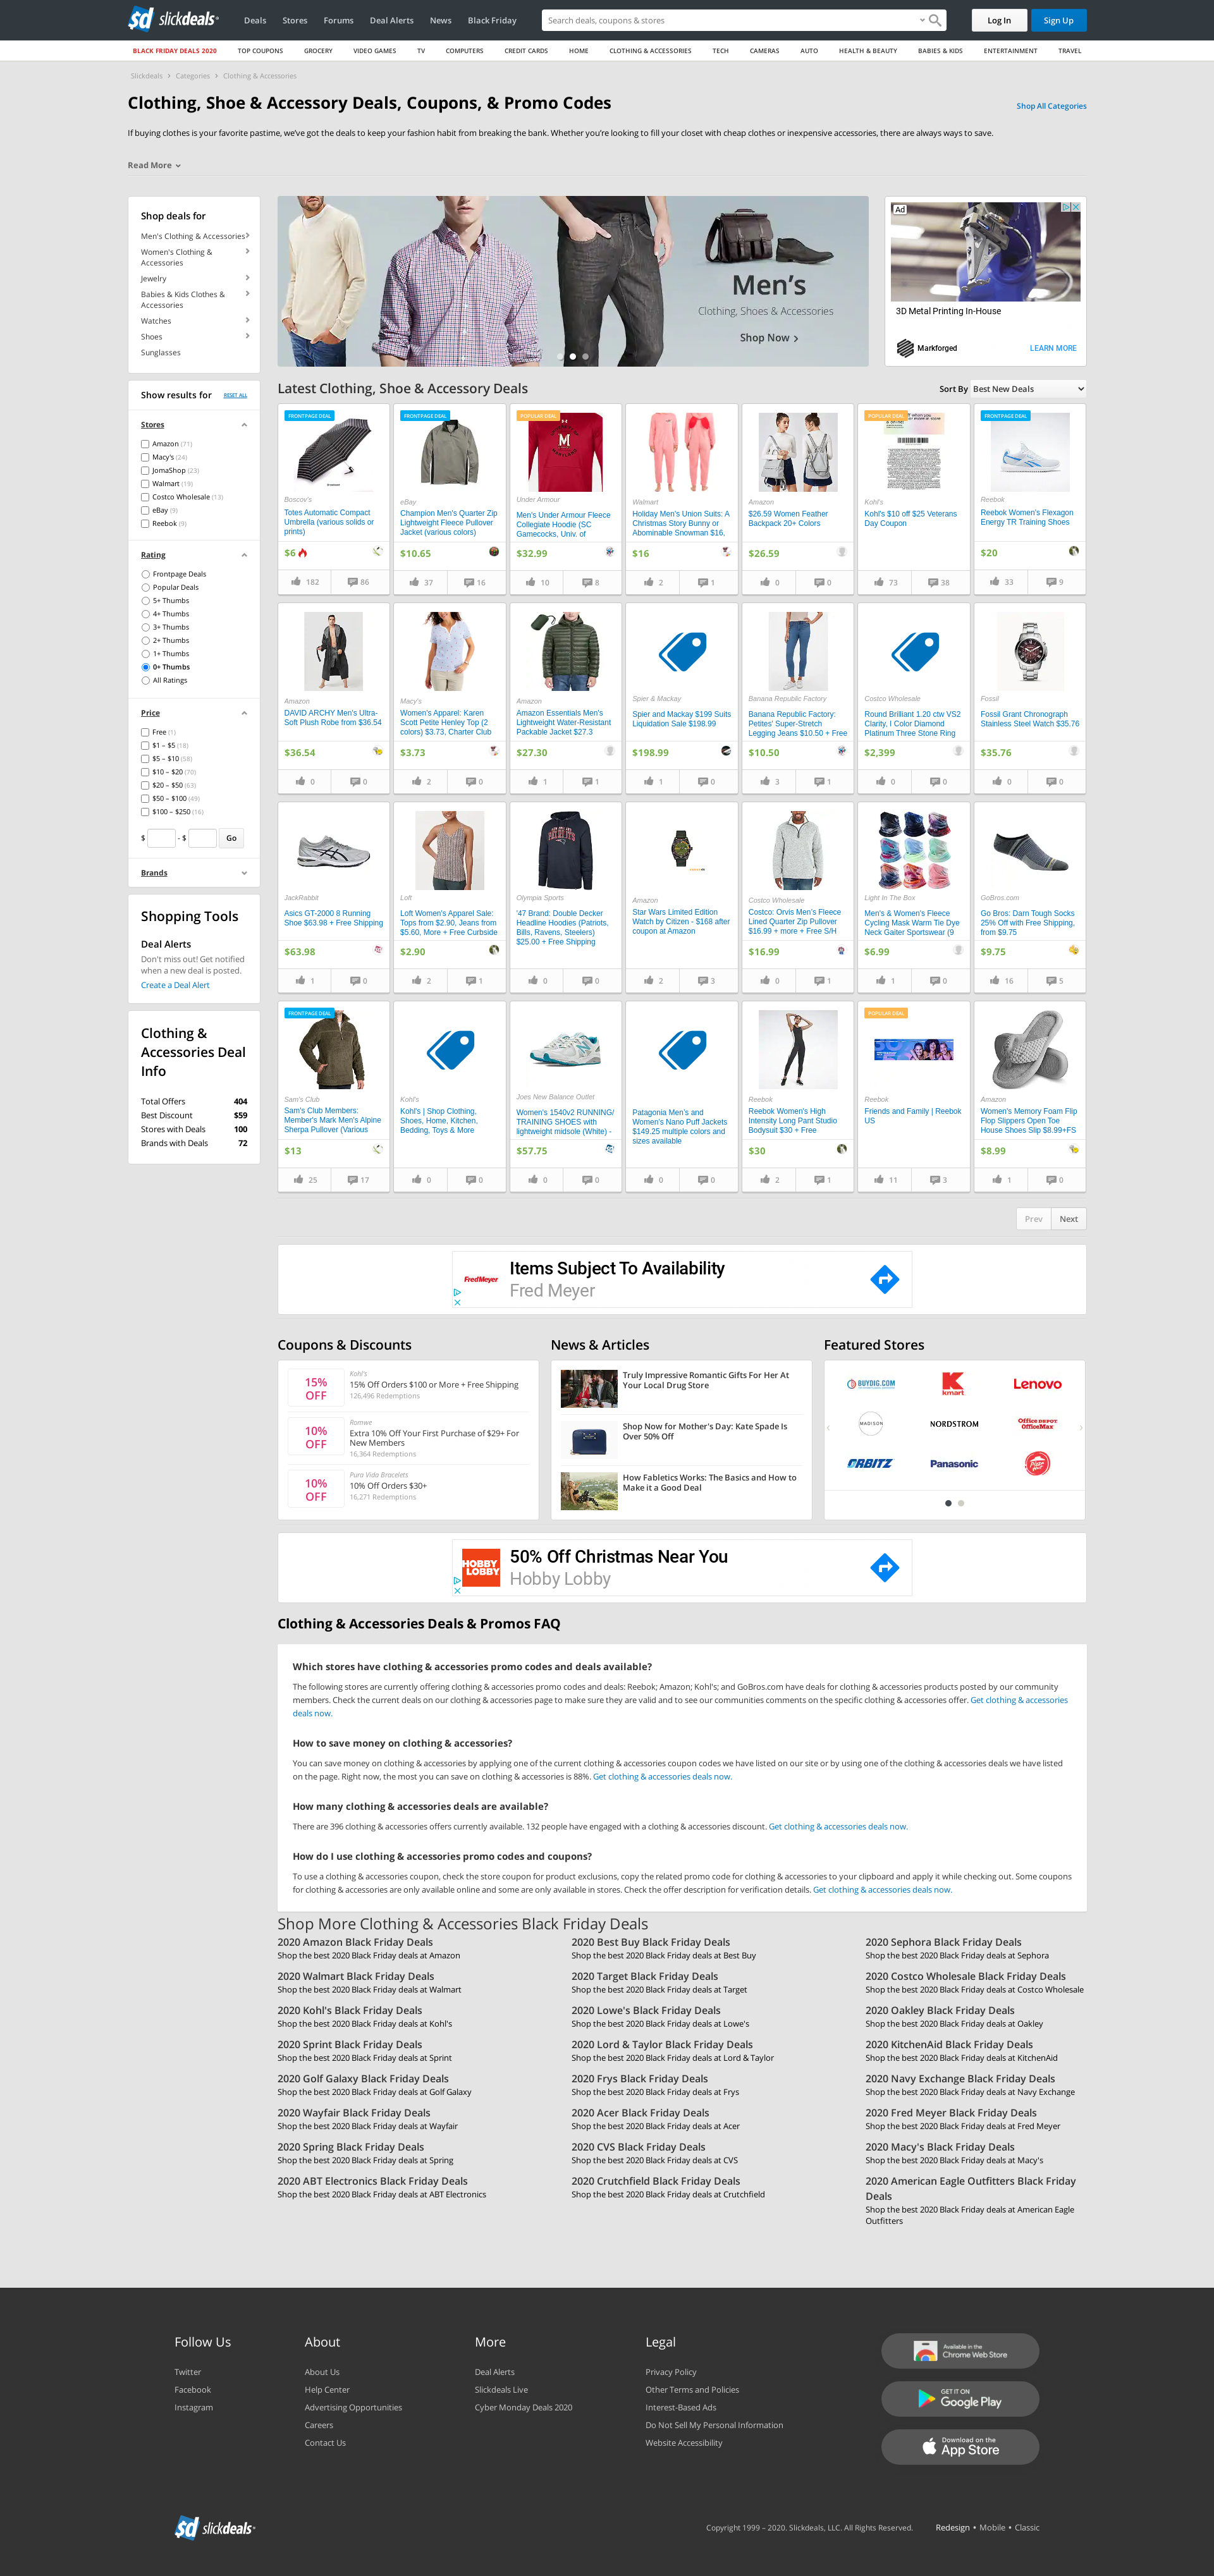 slickdeals
Deals
Stores
Forums
Deal Alerts
News
Black Friday
Search deals, coupons & stores
Log In
Sign Up
BLACK FRIDAY DEALS 2020
TOP COUPONS
GROCERY
VIDEO GAMES
TV
COMPUTERS
CREDIT CARDS
HOME
CLOTHING & ACCESSORIES
TECH
CAMERAS
AUTO
HEALTH & BEAUTY
BABIES & KIDS
ENTERTAINMENT
TRAVEL
Slickdeals > Categories > Clothing & Accessories
Clothing, Shoe & Accessory Deals, Coupons, & Promo Codes
Shop All Categories
If buying clothes is your favorite pastime, we've got the deals to keep your fashion habit from breaking the bank. Whether you're looking to fill your closet with cheap clothes or inexpensive accessories, there are always ways to save.
Read More
Shop deals for
Men's Clothing & Accessories
Women's Clothing &
Accessories
Jewelry
Babies & Kids Clothes &
Accessories
Watches
Shoes
Sunglasses
Men's
Clothing, Shoes & Accessories
Shop Now
Ad
3D Metal Printing In-House
Markforged
LEARN MORE
Show results for
RESET ALL
Stores
Amazon (71)
Macy's (24)
JomaShop (23)
Walmart (19)
Costco Wholesale (13)
eBay (9)
Reebok (9)
Rating
Frontpage Deals
Popular Deals
5+ Thumbs
4+ Thumbs
3+ Thumbs
2+ Thumbs
1+ Thumbs
0+ Thumbs
All Ratings
Price
Free (1)
$1 – $5 (18)
$5 – $10 (58)
$10 – $20 (70)
$20 – $50 (63)
$50 – $100 (49)
$100 – $250 (16)
$ - $ Go
Brands
Shopping Tools
Deal Alerts
Don't miss out! Get notified
when a new deal is posted.
Create a Deal Alert
Clothing &
Accessories Deal
Info
Total Offers 404
Best Discount $59
Stores with Deals 100
Brands with Deals 72
Latest Clothing, Shoe & Accessory Deals
Sort By Best New Deals
FRONTPAGE DEAL
Boscov's
Totes Automatic Compact
Umbrella (various solids or
prints)
$6
182 86
FRONTPAGE DEAL
eBay
Champion Men's Quarter Zip
Lightweight Fleece Pullover
Jacket (various colors)
$10.65
37 16
POPULAR DEAL
MARYLAND
Under Armour
Men's Under Armour Fleece
Collegiate Hoodie (SC
Gamecocks, Univ. of
$32.99
10 8
Walmart
Holiday Men's Union Suits: A
Christmas Story Bunny or
Abominable Snowman $16,
$16
2 1
Amazon
$26.59 Women Feather
Backpack 20+ Colors
$26.59
0 0
POPULAR DEAL
Kohl's
Kohl's $10 off $25 Veterans
Day Coupon
73 38
FRONTPAGE DEAL
Reebok
Reebok Women's Flexagon
Energy TR Training Shoes
$20
33 9
Amazon
DAVID ARCHY Men's Ultra-
Soft Plush Robe from $36.54
$36.54
0 0
Macy's
Women's Apparel: Karen
Scott Petite Henley Top (2
colors) $3.73, Charter Club
$3.73
2 0
Amazon
Amazon Essentials Men's
Lightweight Water-Resistant
Packable Jacket $27.3
$27.30
1 1
Spier & Mackay
Spier and Mackay $199 Suits
Liquidation Sale $198.99
$198.99
1 0
Banana Republic Factory
Banana Republic Factory:
Petites' Super-Stretch
Legging Jeans $10.50 + Free
$10.50
3 1
Costco Wholesale
Round Brilliant 1.20 ctw VS2
Clarity, I Color Diamond
Platinum Three Stone Ring
$2,399
0 0
Fossil
Fossil Grant Chronograph
Stainless Steel Watch $35.76
$35.76
0 0
JackRabbit
Asics GT-2000 8 Running
Shoe $63.98 + Free Shipping
$63.98
1 0
Loft
Loft Women's Apparel Sale:
Tops from $2.90, Jeans from
$5.60, More + Free Curbside
$2.90
2 1
PATRIOTS
Olympia Sports
'47 Brand: Double Decker
Headline Hoodies (Patriots,
Bills, Ravens, Steelers)
$25.00 + Free Shipping
0 0
Amazon
Star Wars Limited Edition
Watch by Citizen - $168 after
coupon at Amazon
2 3
Costco Wholesale
Costco: Orvis Men's Fleece
Lined Quarter Zip Pullover
$16.99 + more + Free S/H
$16.99
0 1
Light In The Box
Men's & Women's Fleece
Cycling Mask Warm Tie Dye
Neck Gaiter Sportswear (9
$6.99
1 0
GoBros.com
Go Bros: Darn Tough Socks
25% Off with Free Shipping,
from $9.75
$9.75
16 5
FRONTPAGE DEAL
Sam's Club
Sam's Club Members:
Member's Mark Men's Alpine
Sherpa Pullover (Various
$13
25 17
Kohl's
Kohl's | Shop Clothing,
Shoes, Home, Kitchen,
Bedding, Toys & More
0 0
Joes New Balance Outlet
Women's 1540v2 RUNNING/
TRAINING SHOES with
lightweight midsole (White) -
$57.75
0 0
Patagonia Men's and
Women's Nano Puff Jackets
$149.25 multiple colors and
sizes available
0 0
Reebok
Reebok Women's High
Intensity Long Pant Studio
Bodysuit $30 + Free
$30
2 1
POPULAR DEAL
Reebok
Friends and Family | Reebok
US
11 3
Amazon
Women's Memory Foam Flip
Flop Slippers Open Toe
House Shoes Slip $8.99+FS
$8.99
1 0
Prev Next
Fred Meyer
Items Subject To Availability
Fred Meyer
Coupons & Discounts
15%
OFF
Kohl's
15% Off Orders $100 or More + Free Shipping
126,496 Redemptions
10%
OFF
Romwe
Extra 10% Off Your First Purchase of $29+ For
New Members
16,364 Redemptions
10%
OFF
Pura Vida Bracelets
10% Off Orders $30+
16,271 Redemptions
News & Articles
Truly Impressive Romantic Gifts For Her At
Your Local Drug Store
Shop Now for Mother's Day: Kate Spade Is
Over 50% Off
How Fabletics Works: The Basics and How to
Make it a Good Deal
Featured Stores
BUYDIG.COM
kmart
Lenovo
MADISON
NORDSTROM
Office DEPOT
OfficeMax
ORBITZ
Panasonic
Pizza Hut
HOBBY
LOBBY
50% Off Christmas Near You
Hobby Lobby
Clothing & Accessories Deals & Promos FAQ
Which stores have clothing & accessories promo codes and deals available?
The following stores are currently offering clothing & accessories promo codes and deals: Reebok; Amazon; Kohl's; and GoBros.com have deals for clothing & accessories products posted by our community
members. Check the current deals on our clothing & accessories page to make sure they are valid and to see our communities comments on the specific clothing & accessories offer. Get clothing & accessories
deals now.
How to save money on clothing & accessories?
You can save money on clothing & accessories by applying one of the current clothing & accessories coupon codes we have listed on our site or by using one of the clothing & accessories deals we have listed
on the page. Right now, the most you can save on clothing & accessories is 88%. Get clothing & accessories deals now.
How many clothing & accessories deals are available?
There are 396 clothing & accessories offers currently available. 132 people have engaged with a clothing & accessories discount. Get clothing & accessories deals now.
How do I use clothing & accessories promo codes and coupons?
To use a clothing & accessories coupon, check the store coupon for product exclusions, copy the related promo code for clothing & accessories to your clipboard and apply it while checking out. Some coupons
for clothing & accessories are only available online and some are only available in stores. Check the offer description for verification details. Get clothing & accessories deals now.
Shop More Clothing & Accessories Black Friday Deals
2020 Amazon Black Friday Deals
Shop the best 2020 Black Friday deals at Amazon
2020 Best Buy Black Friday Deals
Shop the best 2020 Black Friday deals at Best Buy
2020 Sephora Black Friday Deals
Shop the best 2020 Black Friday deals at Sephora
2020 Walmart Black Friday Deals
Shop the best 2020 Black Friday deals at Walmart
2020 Target Black Friday Deals
Shop the best 2020 Black Friday deals at Target
2020 Costco Wholesale Black Friday Deals
Shop the best 2020 Black Friday deals at Costco Wholesale
2020 Kohl's Black Friday Deals
Shop the best 2020 Black Friday deals at Kohl's
2020 Lowe's Black Friday Deals
Shop the best 2020 Black Friday deals at Lowe's
2020 Oakley Black Friday Deals
Shop the best 2020 Black Friday deals at Oakley
2020 Sprint Black Friday Deals
Shop the best 2020 Black Friday deals at Sprint
2020 Lord & Taylor Black Friday Deals
Shop the best 2020 Black Friday deals at Lord & Taylor
2020 KitchenAid Black Friday Deals
Shop the best 2020 Black Friday deals at KitchenAid
2020 Golf Galaxy Black Friday Deals
Shop the best 2020 Black Friday deals at Golf Galaxy
2020 Frys Black Friday Deals
Shop the best 2020 Black Friday deals at Frys
2020 Navy Exchange Black Friday Deals
Shop the best 2020 Black Friday deals at Navy Exchange
2020 Wayfair Black Friday Deals
Shop the best 2020 Black Friday deals at Wayfair
2020 Acer Black Friday Deals
Shop the best 2020 Black Friday deals at Acer
2020 Fred Meyer Black Friday Deals
Shop the best 2020 Black Friday deals at Fred Meyer
2020 Spring Black Friday Deals
Shop the best 2020 Black Friday deals at Spring
2020 CVS Black Friday Deals
Shop the best 2020 Black Friday deals at CVS
2020 Macy's Black Friday Deals
Shop the best 2020 Black Friday deals at Macy's
2020 ABT Electronics Black Friday Deals
Shop the best 2020 Black Friday deals at ABT Electronics
2020 Crutchfield Black Friday Deals
Shop the best 2020 Black Friday deals at Crutchfield
2020 American Eagle Outfitters Black Friday
Deals
Shop the best 2020 Black Friday deals at American Eagle
Outfitters
Follow Us
Twitter
Facebook
Instagram
About
About Us
Help Center
Advertising Opportunities
Careers
Contact Us
More
Deal Alerts
Slickdeals Live
Cyber Monday Deals 2020
Legal
Privacy Policy
Other Terms and Policies
Interest-Based Ads
Do Not Sell My Personal Information
Website Accessibility
Available in the
Chrome Web Store
GET IT ON
Google Play
Download on the
App Store
slickdeals
Copyright 1999 – 2020. Slickdeals, LLC. All Rights Reserved.
Redesign • Mobile • Classic